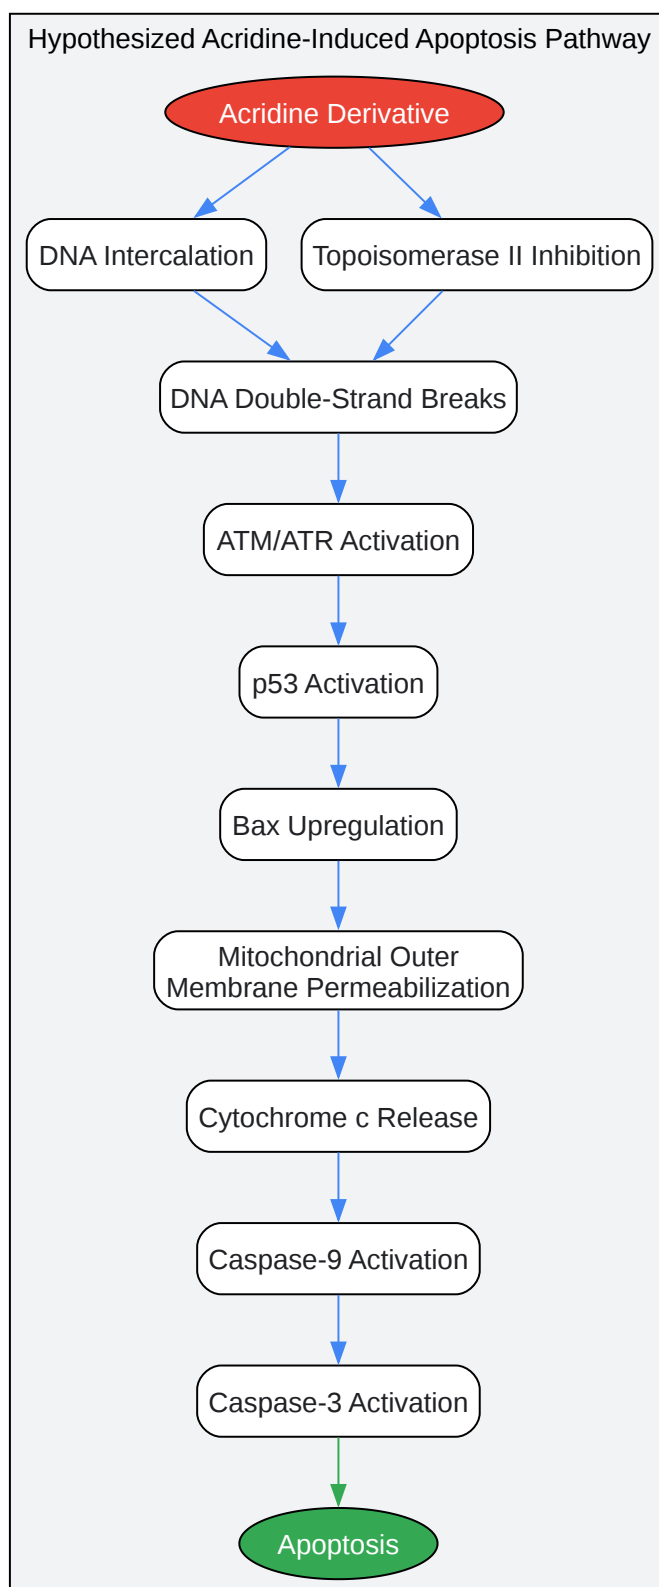 Hypothesized Acridine-Induced Apoptosis Pathway
Acridine Derivative
DNA Intercalation
Topoisomerase II Inhibition
DNA Double-Strand Breaks
ATM/ATR Activation
p53 Activation
Bax Upregulation
Mitochondrial Outer
Membrane Permeabilization
Cytochrome c Release
Caspase-9 Activation
Caspase-3 Activation
Apoptosis